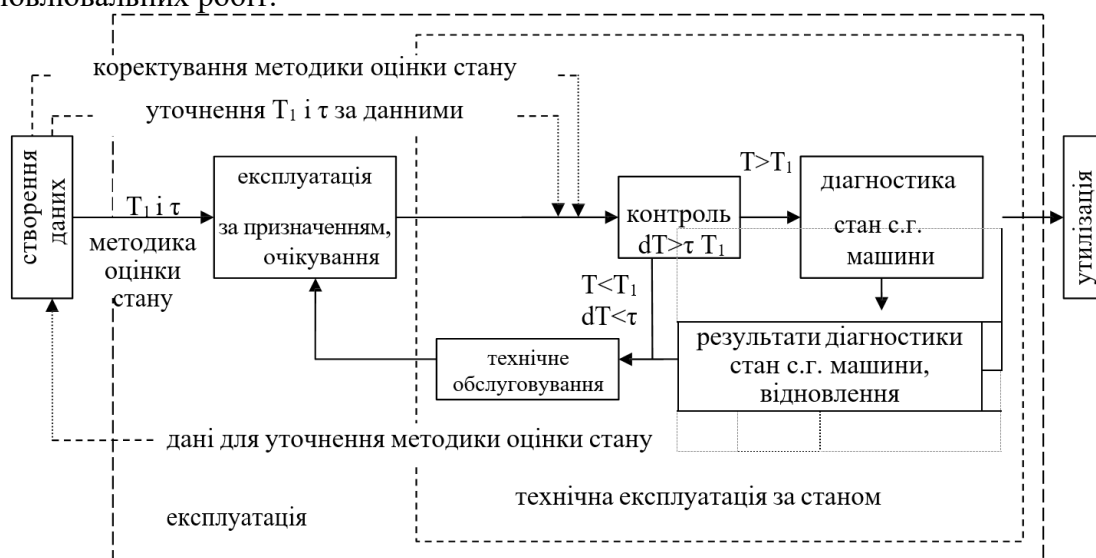 коректування методики оцінки стану
уточнення T₁ і τ за данними
створення
даних
T₁ і τ
методика
оцінки
стану
експлуатація
за призначенням,
очікування
контроль
dT>τ T₁
T>T₁
діагностика
стан с.г.
машини
утилізація
T<T₁
dT<τ
технічне
обслуговування
результати діагностики
стан с.г. машини,
відновлення
дані для уточнення методики оцінки стану
технічна експлуатація за станом
експлуатація